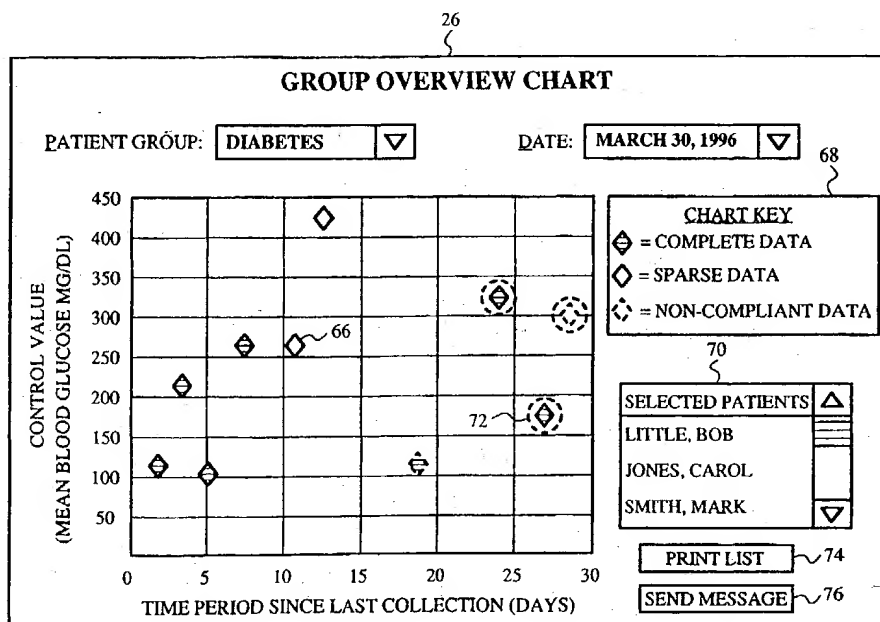 26
GROUP OVERVIEW CHART
PATIENT GROUP: DIABETES
DATE: MARCH 30, 1996
68
CHART KEY
= COMPLETE DATA
= SPARSE DATA
= NON-COMPLIANT DATA
CONTROL VALUE
(MEAN BLOOD GLUCOSE MG/DL)
450
400
350
300
250
200
150
100
50
66
72
0 5 10 15 20 25 30
TIME PERIOD SINCE LAST COLLECTION (DAYS)
70
SELECTED PATIENTS
LITTLE, BOB
JONES, CAROL
SMITH, MARK
PRINT LIST 74
SEND MESSAGE 76